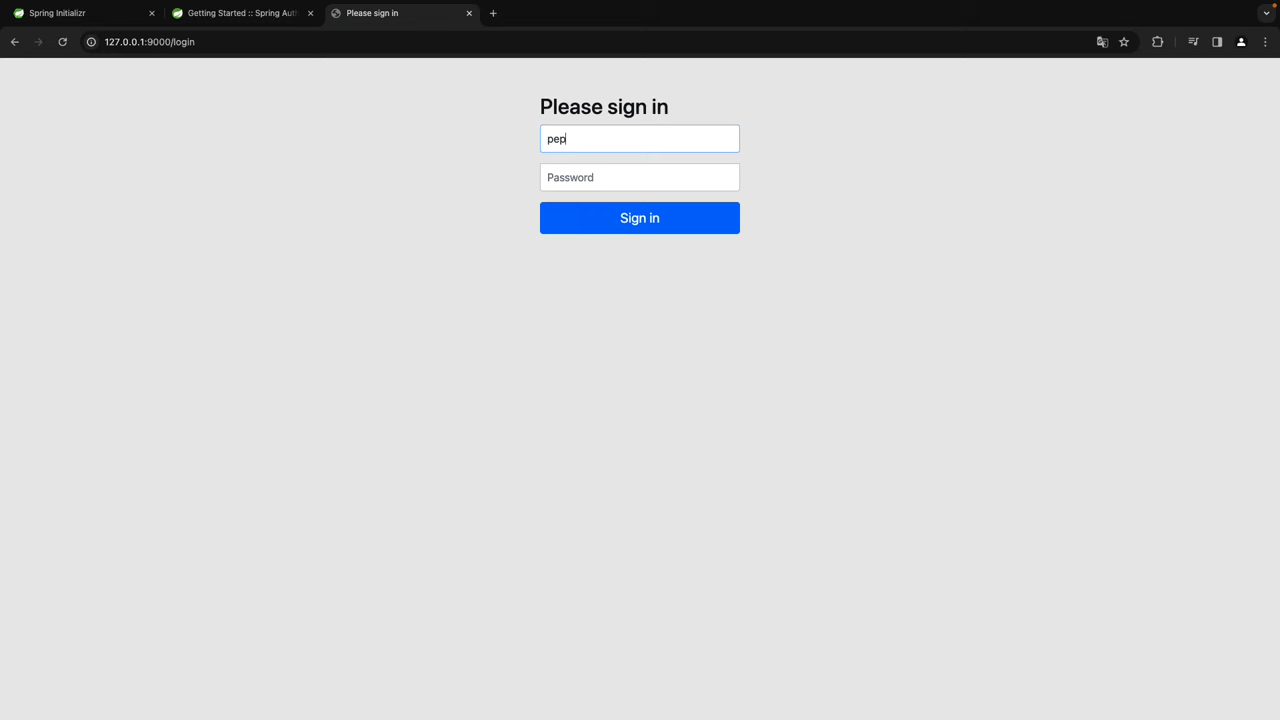 Spring Initializr
Getting Started :: Spring Aut
Please sign in
127.0.0.1:9000/login
Please sign in
pep
Password
Sign in